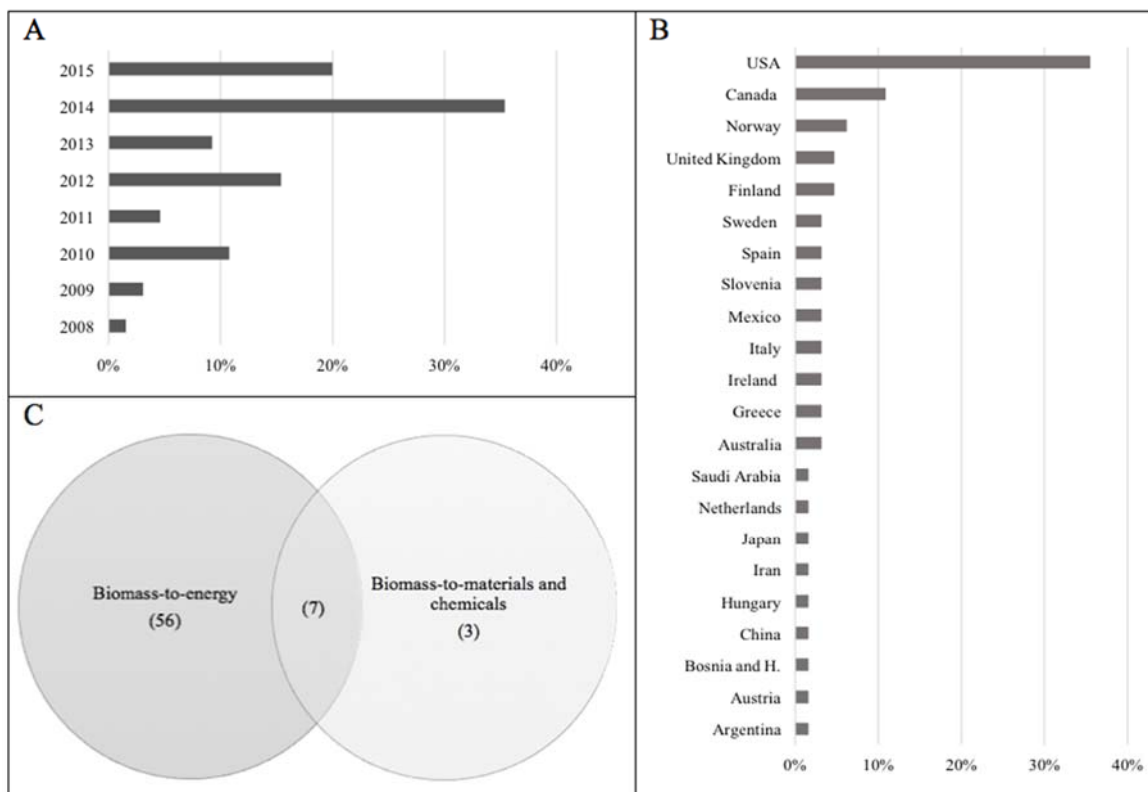 A
2015
2014
2013
2012
2011
2010
2009
2008
0% 10% 20% 30% 40%
B
USA
Canada
Norway
United Kingdom
Finland
Sweden
Spain
Slovenia
Mexico
Italy
Ireland
Greece
Australia
Saudi Arabia
Netherlands
Japan
Iran
Hungary
China
Bosnia and H.
Austria
Argentina
0% 10% 20% 30% 40%
C
Biomass-to-energy
(56)
(7)
Biomass-to-materials and
chemicals
(3)